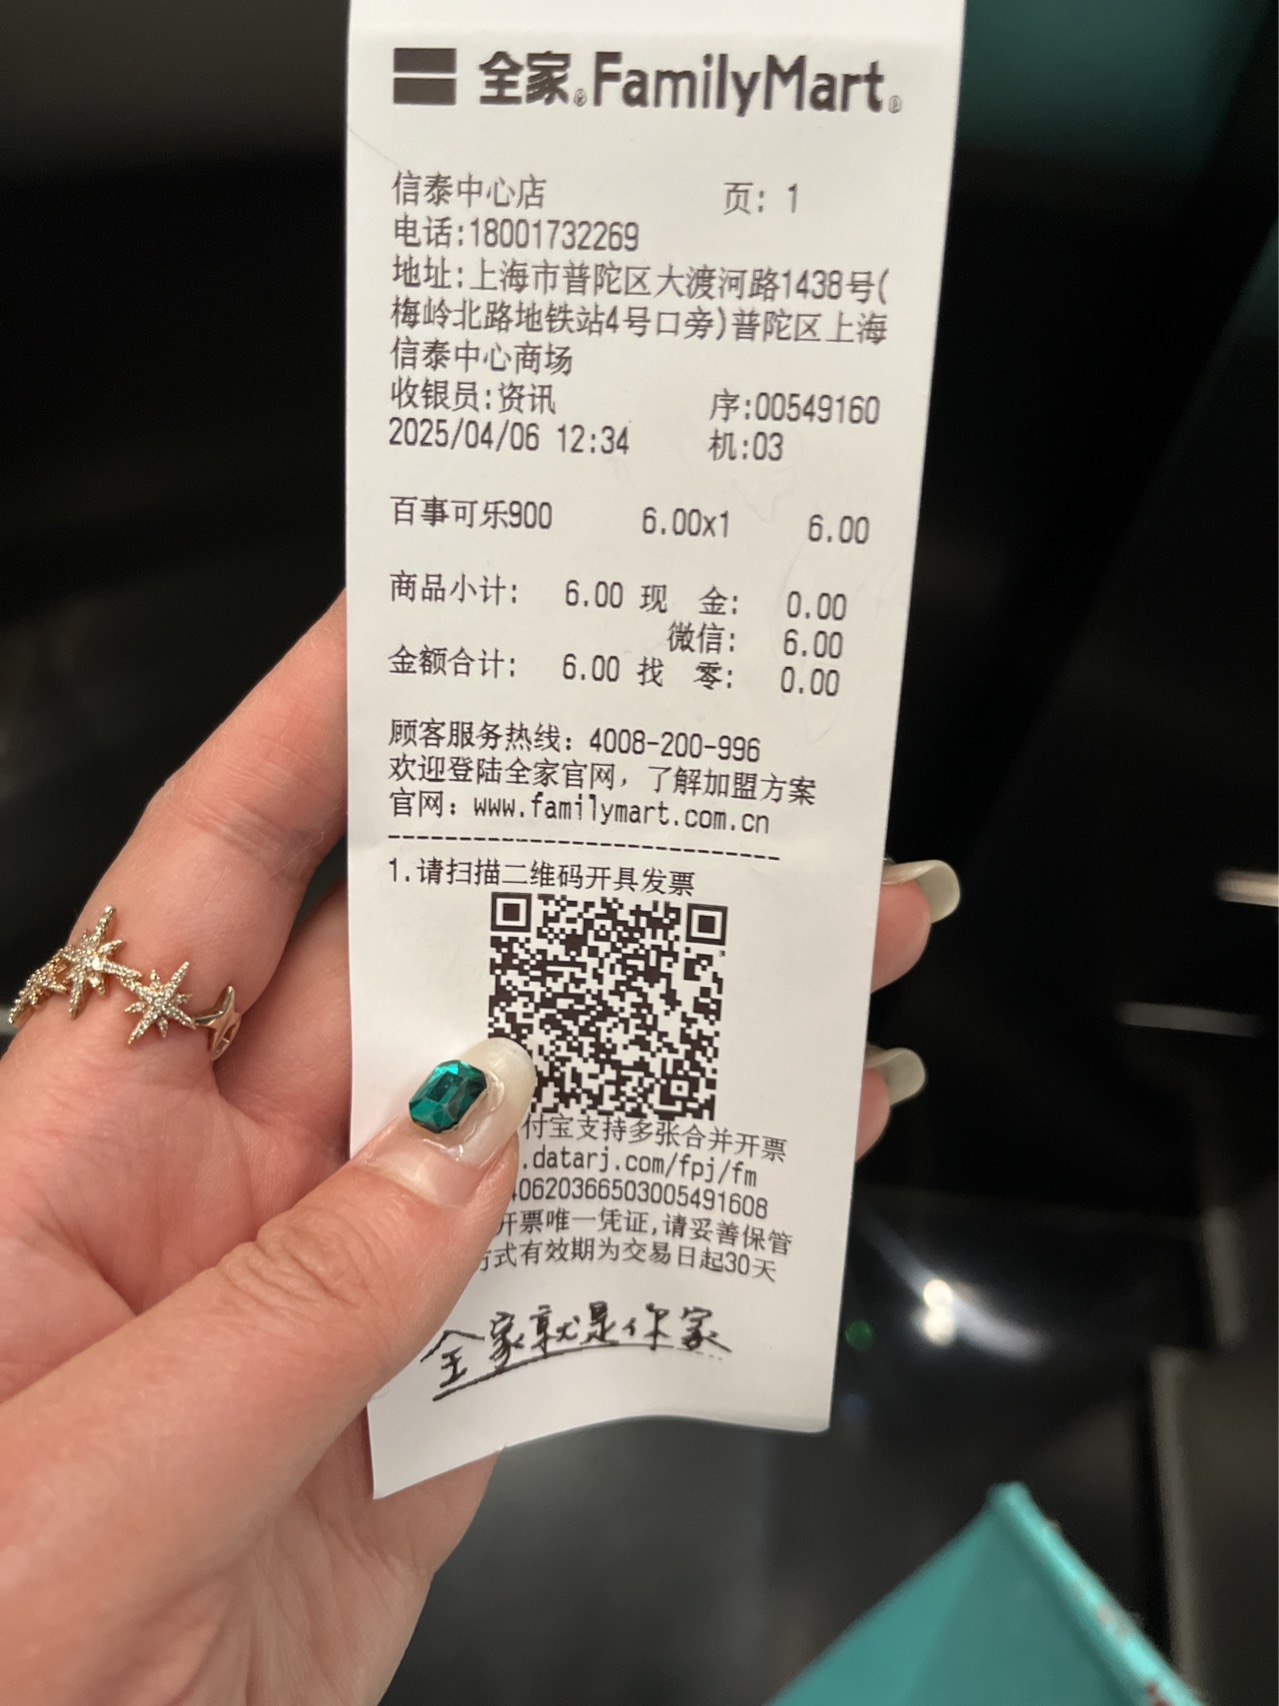 全家® FamilyMart®
信泰中心店 页: 1
电话:18001732269
地址:上海市普陀区大渡河路1438号(
梅岭北路地铁站4号口旁)普陀区上海
信泰中心商场
收银员:资讯 序:00549160
2025/04/06 12:34 机:03
百事可乐900 6.00x1 6.00
商品小计: 6.00 现 金: 0.00
微信: 6.00
金额合计: 6.00 找 零: 0.00
顾客服务热线: 4008-200-996
欢迎登陆全家官网, 了解加盟方案
官网: www.familymart.com.cn
1.请扫描二维码开具发票
付宝支持多张合并开票
.datarj.com/fpj/fm
40620366503005491608
开票唯一凭证,请妥善保管
方式有效期为交易日起30天
全家就是你家